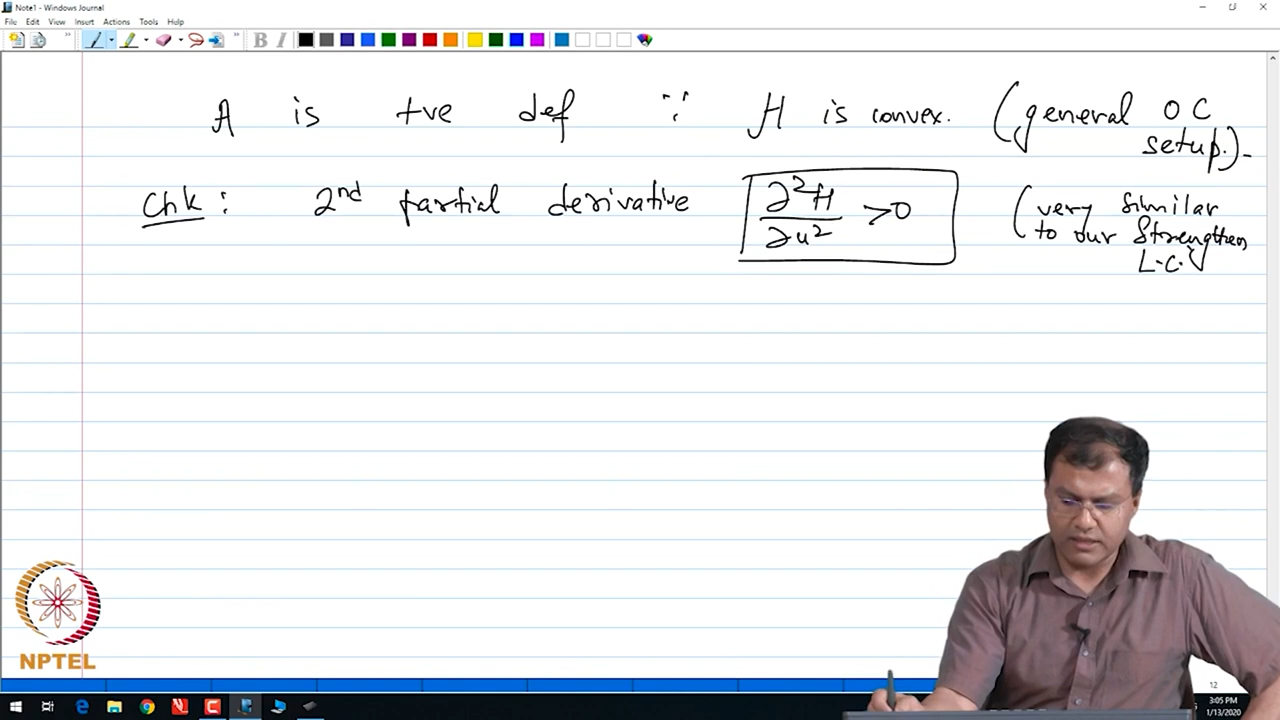 Note1 - Windows Journal
File Edit View Insert Actions Tools Help
B I
A is +ve def ∵ H is convex. (general OC
setup.).
Chk : 2nd partial derivative ∂²H/∂u² >0 (very similar
to our Strengthen
L.C.
NPTEL
12
3:05 PM
1/13/2020